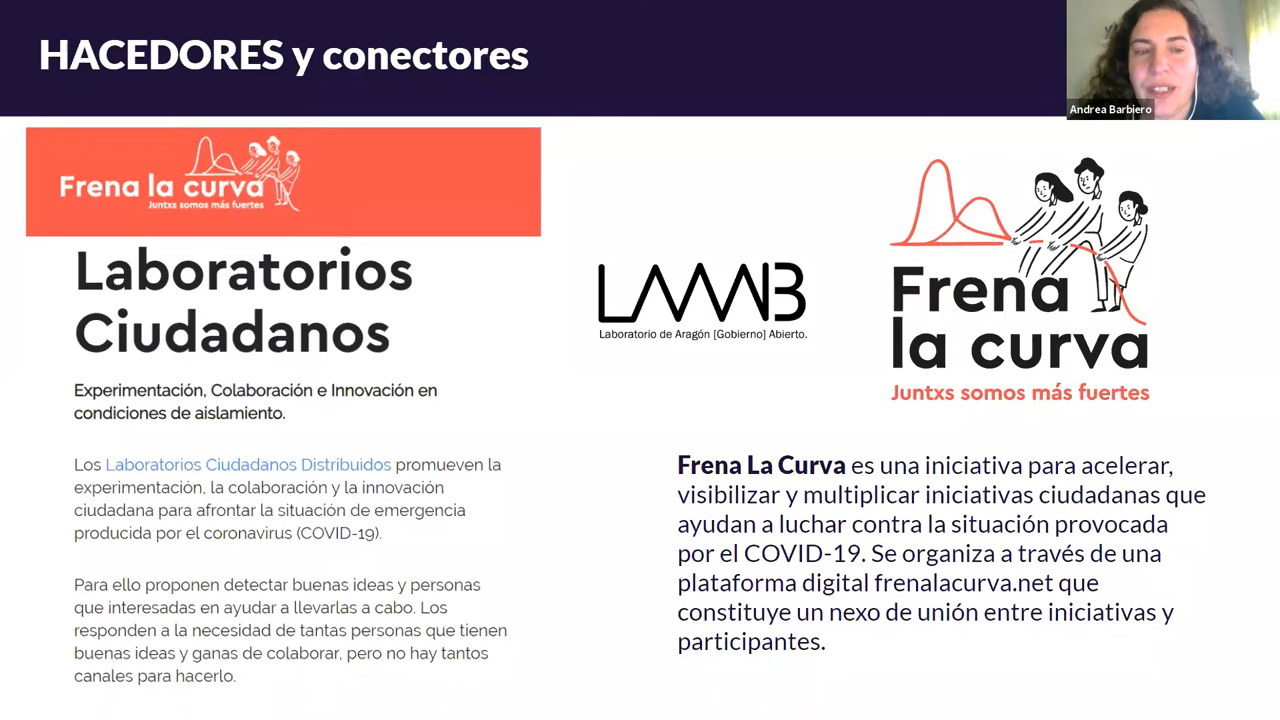 HACEDORES y conectores
Andrea Barbiero
Frena la curva
Juntxs somos más fuertes
Laboratorios
Ciudadanos
Experimentación, Colaboración e Innovación en
condiciones de aislamiento.
Los Laboratorios Ciudadanos Distribuidos promueven la
experimentación, la colaboración y la innovación
ciudadana para afrontar la situación de emergencia
producida por el coronavirus (COVID-19).
Para ello proponen detectar buenas ideas y personas
que interesadas en ayudar a llevarlas a cabo. Los
responden a la necesidad de tantas personas que tienen
buenas ideas y ganas de colaborar, pero no hay tantos
canales para hacerlo.
LAAAB
Laboratorio de Aragón [Gobierno] Abierto.
Frena
la curva
Juntxs somos más fuertes
Frena La Curva es una iniciativa para acelerar,
visibilizar y multiplicar iniciativas ciudadanas que
ayudan a luchar contra la situación provocada
por el COVID-19. Se organiza a través de una
plataforma digital frenalacurva.net que
constituye un nexo de unión entre iniciativas y
participantes.